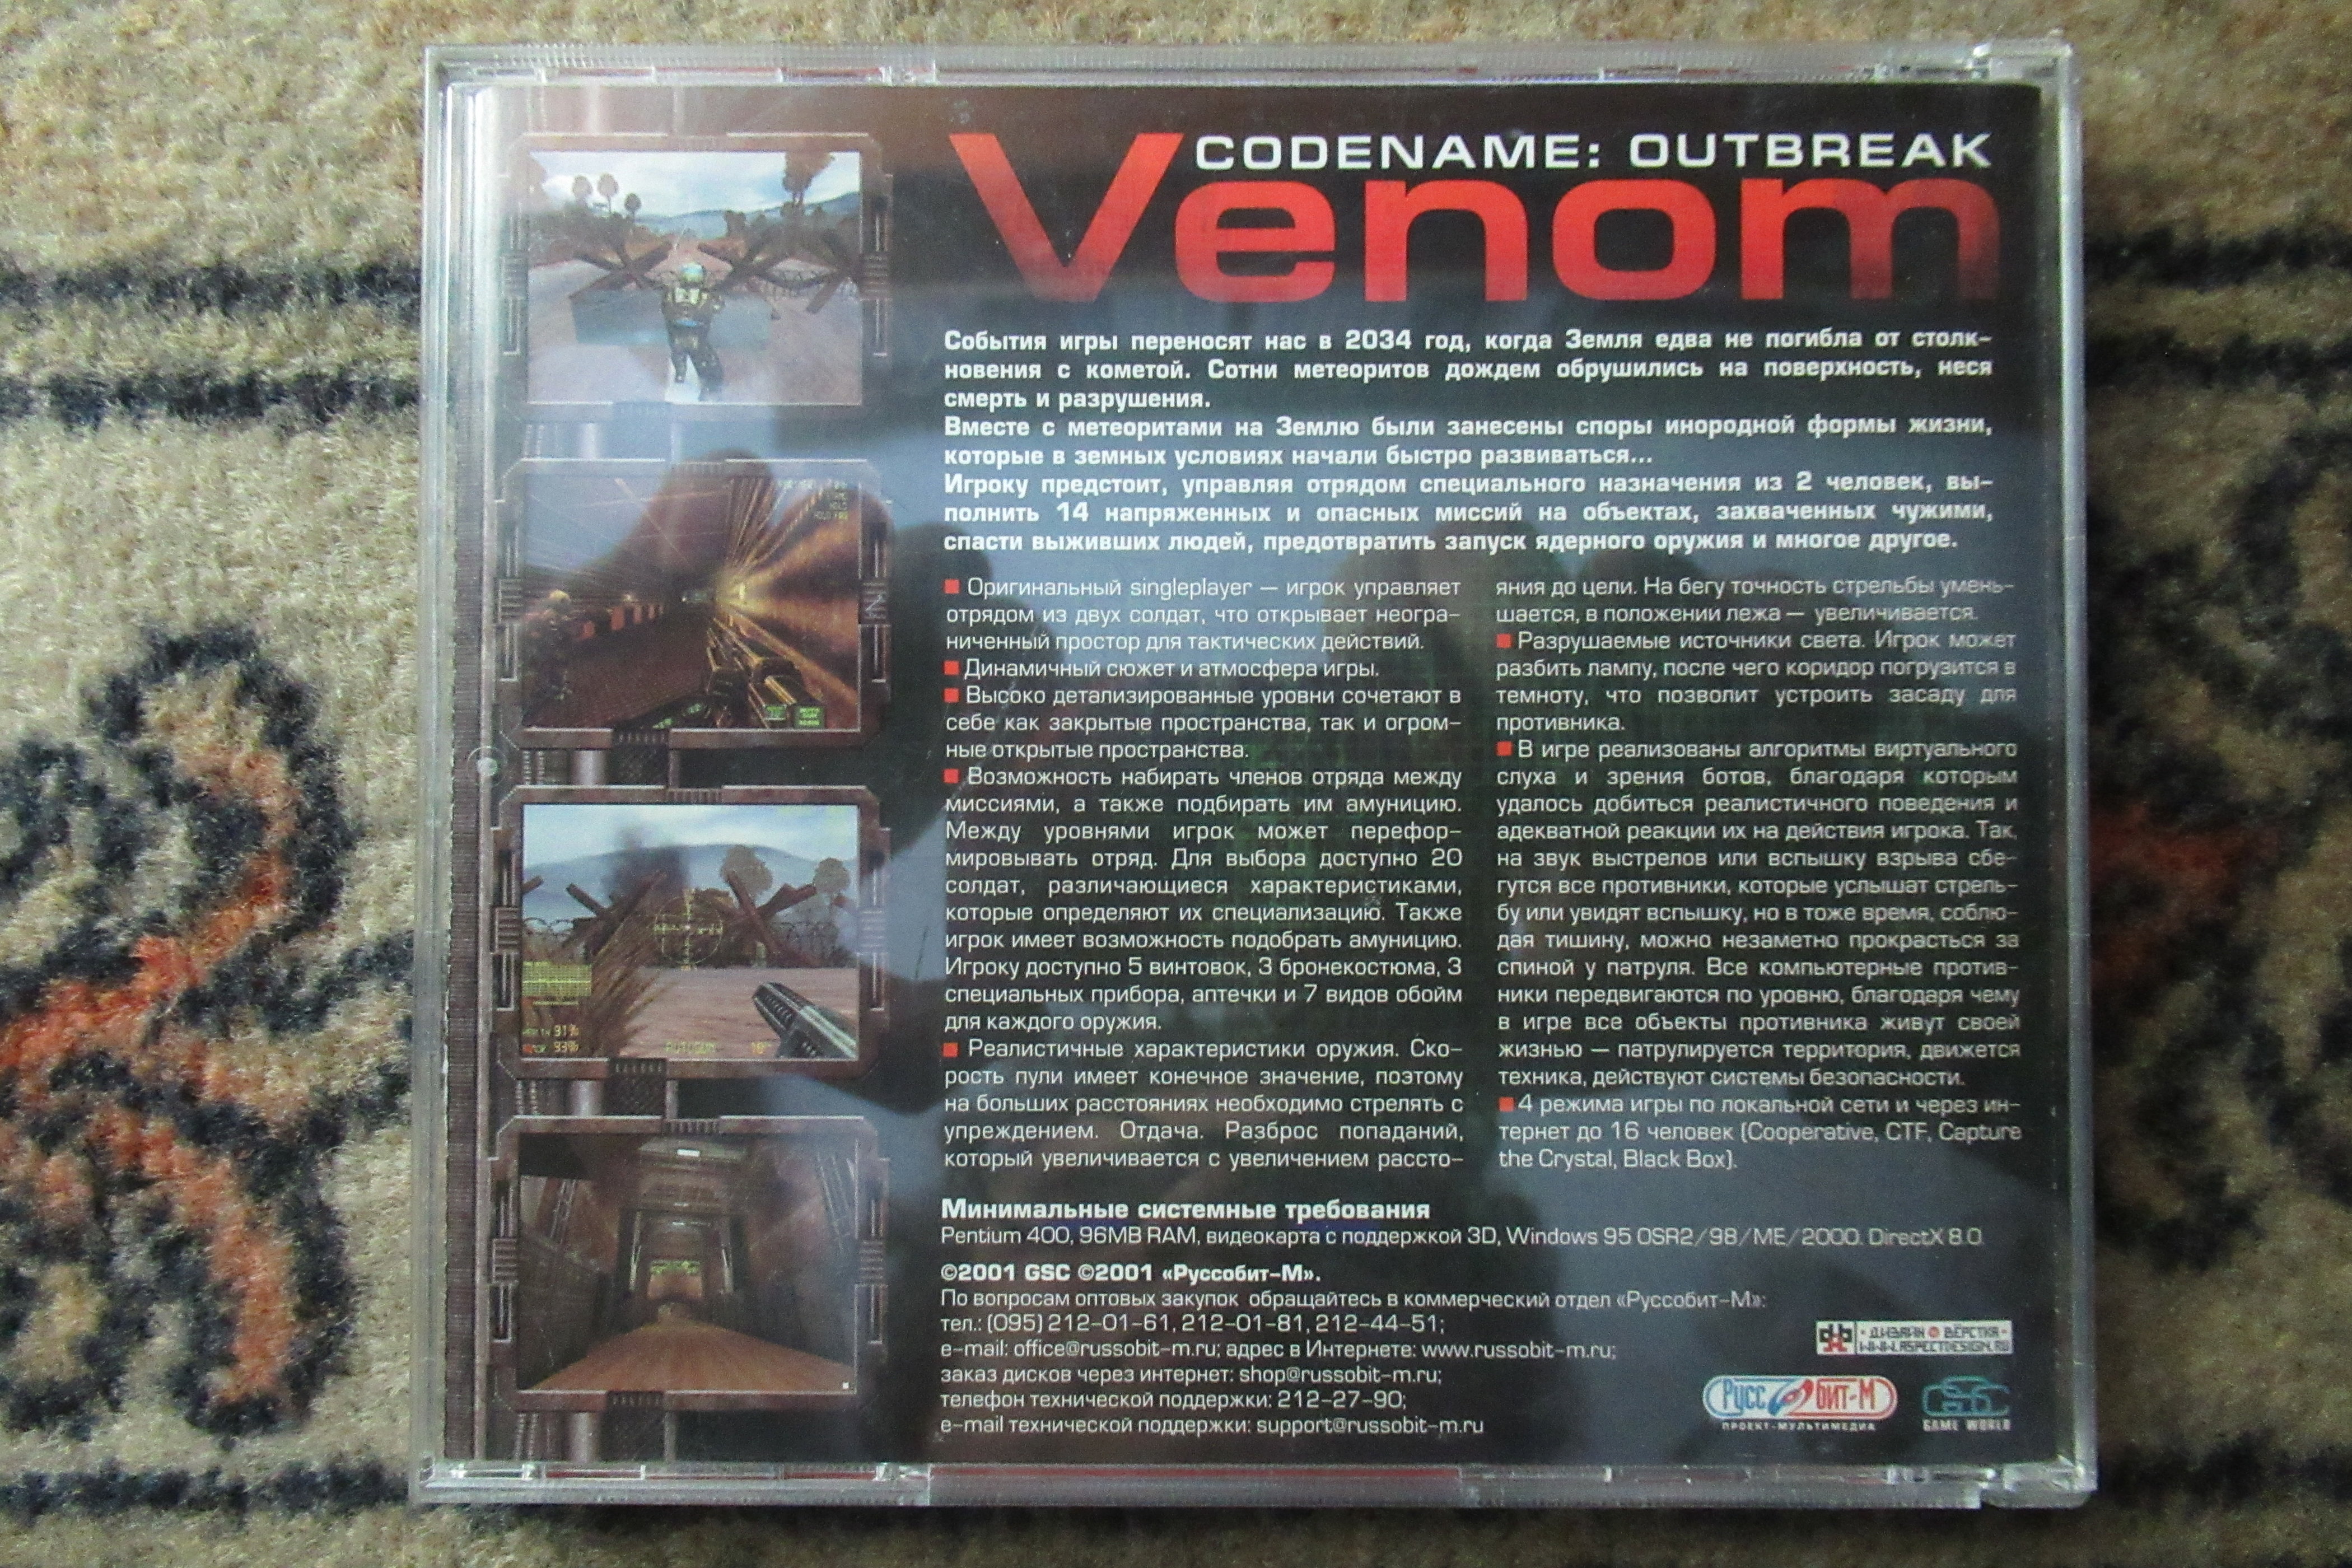 CODENAME: OUTBREAK
Venom
События игры переносят нас в 2034 год, когда Земля едва не погибла от столк-
новения с кометой. Сотни метеоритов дождем обрушились на поверхность, неся
смерть и разрушения.
Вместе с метеоритами на Землю были занесены споры инородной формы жизни,
которые в земных условиях начали быстро развиваться...
Игроку предстоит, управляя отрядом специального назначения из 2 человек, вы-
полнить 14 напряженных и опасных миссий на объектах, захваченных чужими,
спасти выживших людей, предотвратить запуск ядерного оружия и многое другое.
Оригинальный singleplayer — игрок управляет
отрядом из двух солдат, что открывает неогра-
ниченный простор для тактических действий.
Динамичный сюжет и атмосфера игры.
Высоко детализированные уровни сочетают в
себе как закрытые пространства, так и огром-
ные открытые пространства.
Возможность набирать членов отряда между
миссиями, а также подбирать им амуницию.
Между уровнями игрок может перефор-
мировывать отряд. Для выбора доступно 20
солдат, различающиеся характеристиками,
которые определяют их специализацию. Также
игрок имеет возможность подобрать амуницию.
Игроку доступно 5 винтовок, 3 бронекостюма, 3
специальных прибора, аптечки и 7 видов обойм
для каждого оружия.
Реалистичные характеристики оружия. Ско-
рость пули имеет конечное значение, поэтому
на больших расстояниях необходимо стрелять с
упреждением. Отдача. Разброс попаданий,
который увеличивается с увеличением рассто-
яния до цели. На бегу точность стрельбы умень-
шается, в положении лежа — увеличивается.
Разрушаемые источники света. Игрок может
разбить лампу, после чего коридор погрузится в
темноту, что позволит устроить засаду для
противника.
В игре реализованы алгоритмы виртуального
слуха и зрения ботов, благодаря которым
удалось добиться реалистичного поведения и
адекватной реакции их на действия игрока. Так,
на звук выстрелов или вспышку взрыва сбе-
гутся все противники, которые услышат стрель-
бу или увидят вспышку, но в тоже время, соблю-
дая тишину, можно незаметно прокрасться за
спиной у патруля. Все компьютерные против-
ники передвигаются по уровню, благодаря чему
в игре все объекты противника живут своей
жизнью — патрулируется территория, движется
техника, действуют системы безопасности.
4 режима игры по локальной сети и через ин-
тернет до 16 человек (Cooperative, CTF, Capture
the Crystal, Black Box).
Минимальные системные требования
Pentium 400, 96MB RAM, видеокарта с поддержкой 3D, Windows 95 OSR2/98/ME/2000. DirectX 8.0
©2001 GSC ©2001 «Руссобит-М».
По вопросам оптовых закупок обращайтесь в коммерческий отдел «Руссобит-М»:
тел.: (095) 212-01-61, 212-01-81, 212-44-51;
e-mail: office@russobit-m.ru; адрес в Интернете: www.russobit-m.ru;
заказ дисков через интернет: shop@russobit-m.ru;
телефон технической поддержки: 212-27-90;
e-mail технической поддержки: support@russobit-m.ru
ДИЗАЙН ВЁРСТКА
WWW.ASPECTDESIGN.RU
РУССОБИТ-М
ПРОЕКТ-МУЛЬТИМЕДИА
GSC
GAME WORLD